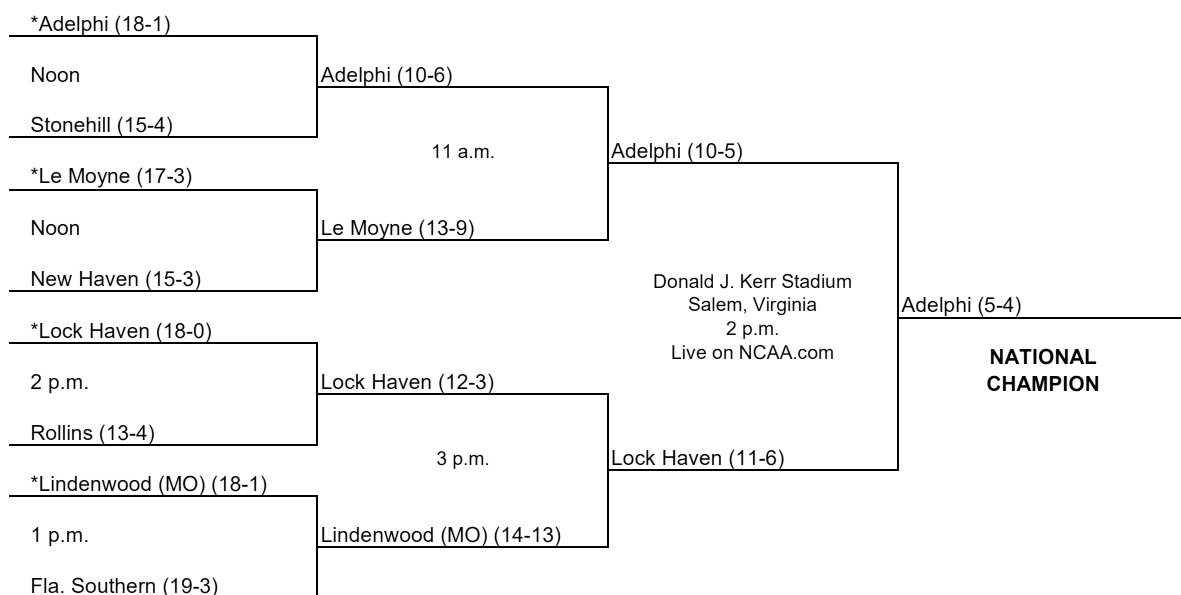 *Adelphi (18-1)
Noon
Adelphi (10-6)
Stonehill (15-4)
11 a.m.
Adelphi (10-5)
*Le Moyne (17-3)
Noon
Le Moyne (13-9)
New Haven (15-3)
Donald J. Kerr Stadium
Salem, Virginia
2 p.m.
Live on NCAA.com
Adelphi (5-4)
NATIONAL
CHAMPION
*Lock Haven (18-0)
2 p.m.
Lock Haven (12-3)
Rollins (13-4)
3 p.m.
Lock Haven (11-6)
*Lindenwood (MO) (18-1)
1 p.m.
Lindenwood (MO) (14-13)
Fla. Southern (19-3)